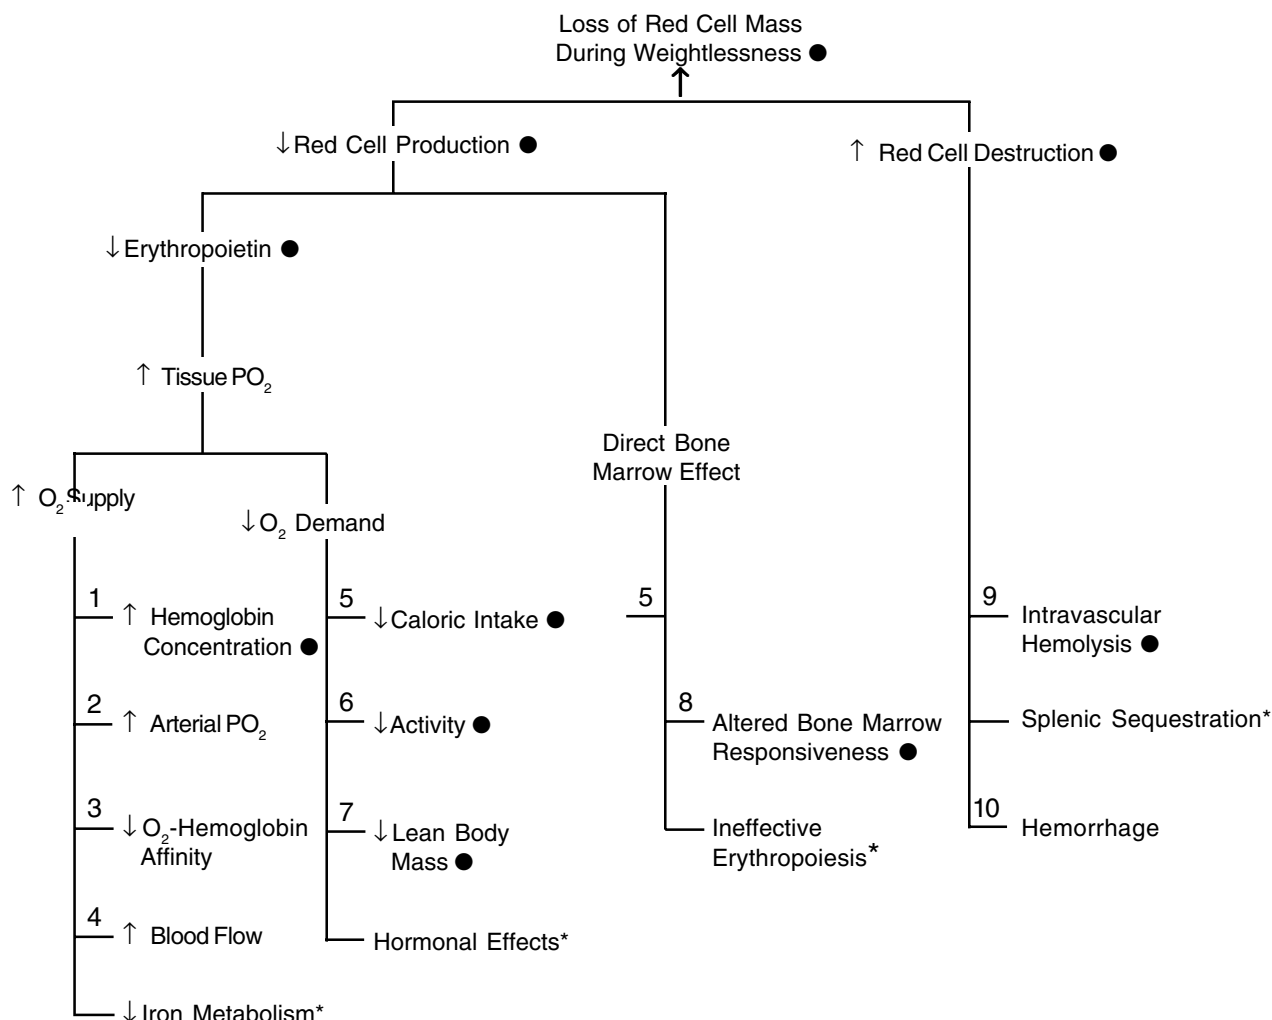 Loss of Red Cell Mass
During Weightlessness ●
↓ Red Cell Production ●
↑ Red Cell Destruction ●
↓ Erythropoietin ●
↑ Tissue PO₂
Direct Bone
Marrow Effect
↑ O₂ Supply
↓ O₂ Demand
1 ↑ Hemoglobin
Concentration ●
2 ↑ Arterial PO₂
3 ↓ O₂-Hemoglobin
Affinity
4 ↑ Blood Flow
↓ Iron Metabolism*
5 ↓ Caloric Intake ●
6 ↓ Activity ●
7 ↓ Lean Body
Mass ●
Hormonal Effects*
5
8 Altered Bone Marrow
Responsiveness ●
Ineffective
Erythropoiesis*
9 Intravascular
Hemolysis ●
Splenic Sequestration*
10 Hemorrhage